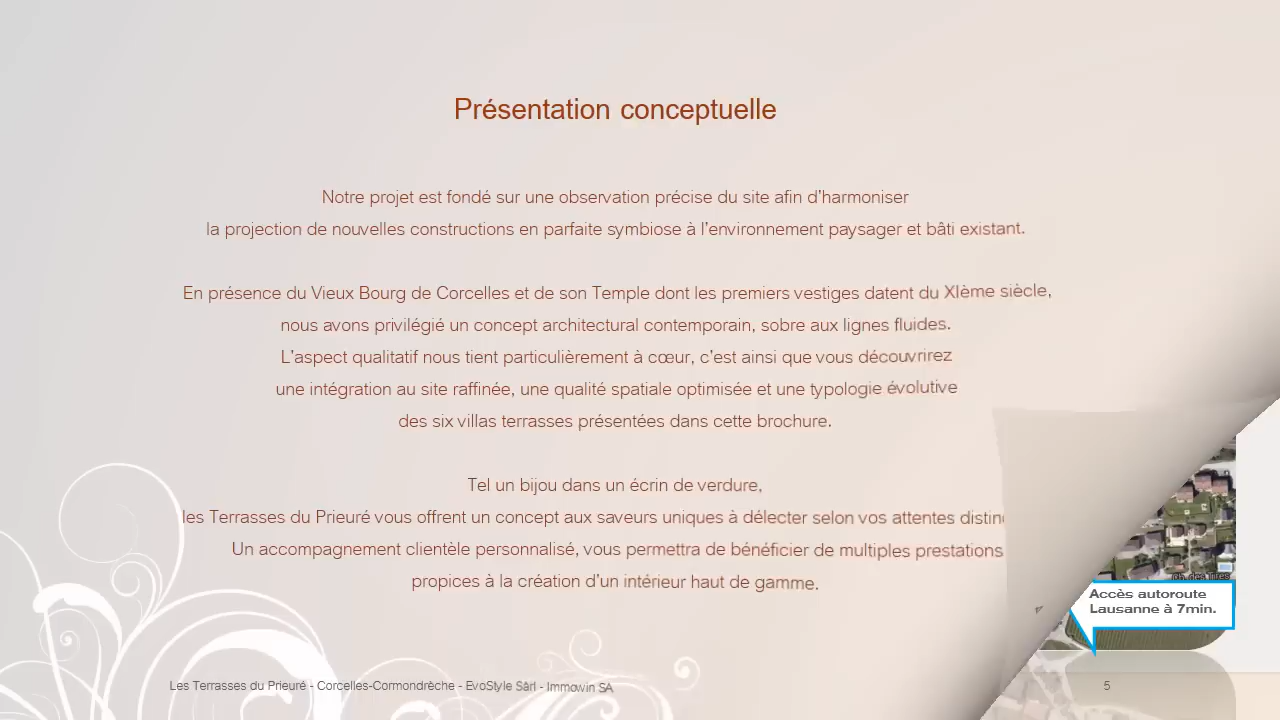 Présentation conceptuelle
Notre projet est fondé sur une observation précise du site afin d'harmoniser
la projection de nouvelles constructions en parfaite symbiose à l'environnement paysager et bâti existant.
En présence du Vieux Bourg de Corcelles et de son Temple dont les premiers vestiges datent du XIème siècle,
nous avons privilégié un concept architectural contemporain, sobre aux lignes fluides.
L'aspect qualitatif nous tient particulièrement à cœur, c'est ainsi que vous découvrirez
une intégration au site raffinée, une qualité spatiale optimisée et une typologie évolutive
des six villas terrasses présentées dans cette brochure.
Tel un bijou dans un écrin de verdure,
les Terrasses du Prieuré vous offrent un concept aux saveurs uniques à délecter selon vos attentes
Un accompagnement clientèle personnalisé, vous permettra de bénéficier de multiples prestations
propices à la création d'un intérieur haut de gamme.
Accès autoroute
Lausanne à 7min.
Les Terrasses du Prieuré - Corcelles-Cormondrèche - EvoStyle Sàrl - Immowin SA
5